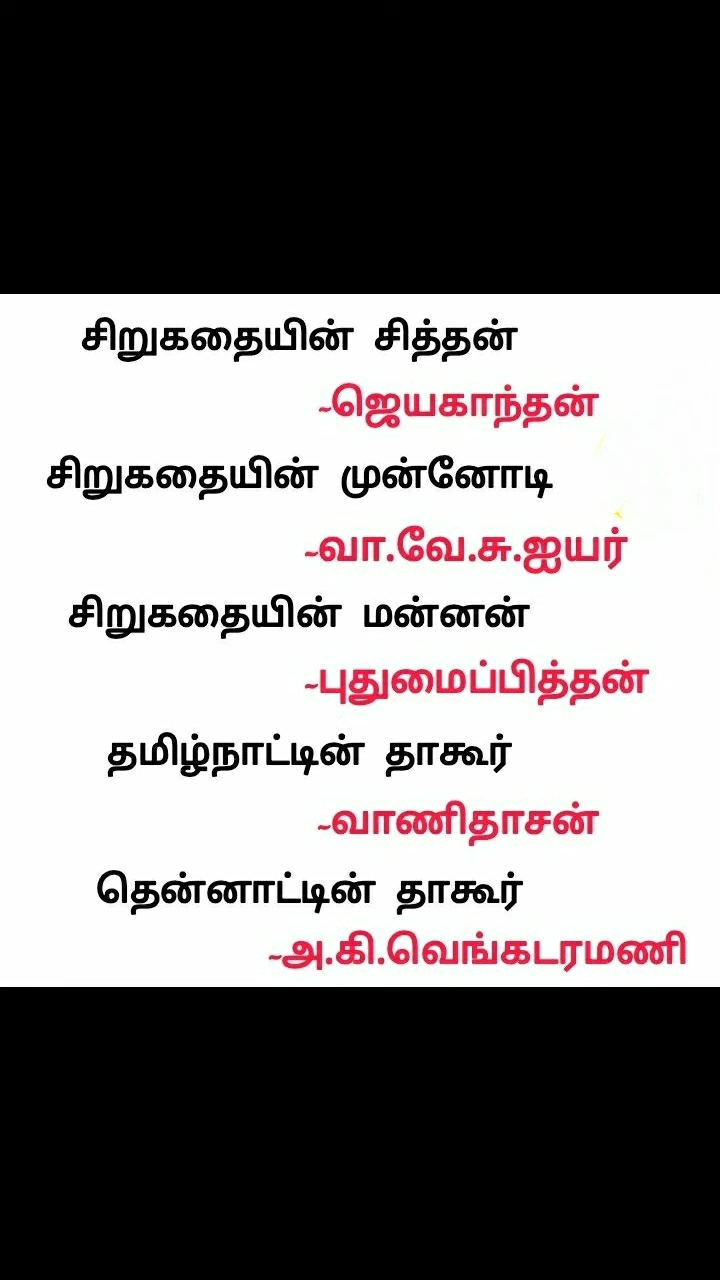 சிறுகதையின் சித்தன்
~ஜெயகாந்தன்
சிறுகதையின் முன்னோடி
~வா.வே.சு.ஐயர்
சிறுகதையின் மன்னன்
~புதுமைப்பித்தன்
தமிழ்நாட்டின் தாகூர்
~வாணிதாசன்
தென்னாட்டின் தாகூர்
~அ.கி.வெங்கடரமணி